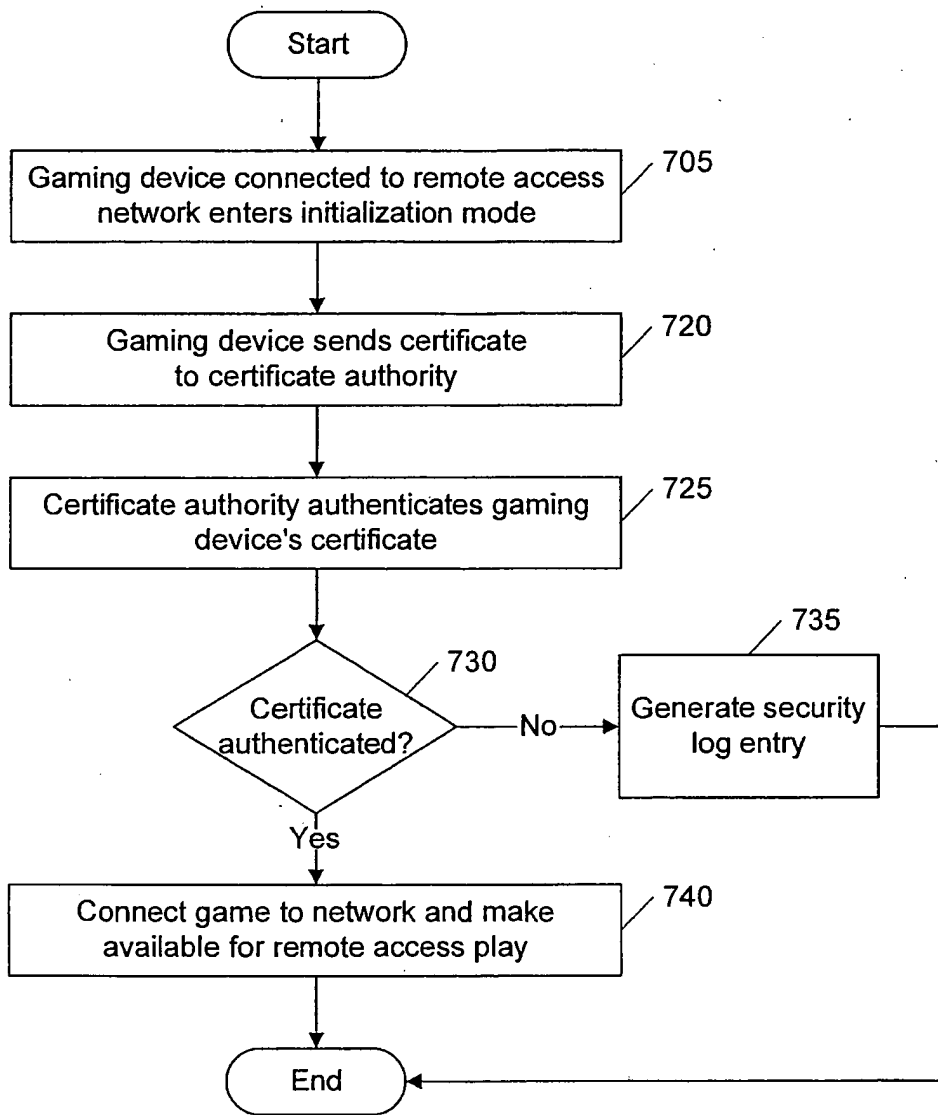 Start
Gaming device connected to remote access
network enters initialization mode
705
Gaming device sends certificate
to certificate authority
720
Certificate authority authenticates gaming
device's certificate
725
Certificate
authenticated?
730
No
Generate security
log entry
735
Yes
Connect game to network and make
available for remote access play
740
End